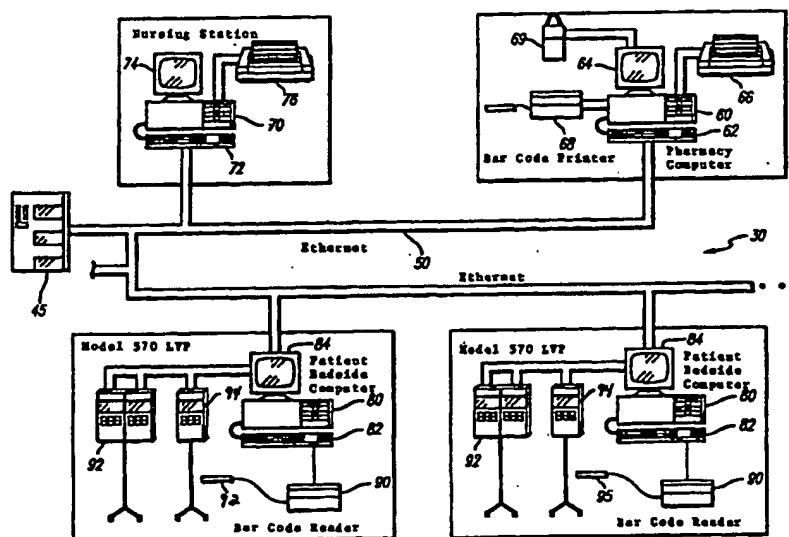 Nursing Station
74
76
70
72
69
64
66
60
68
62
Bar Code Printer
Pharmacy
Computer
45
Ethernet
50
30
Ethernet
Model 570 LVP
84
Patient
Bedside
Computer
94
80
82
92
92
90
Bar Code Reader
Model 570 LVP
84
Patient
Bedside
Computer
94
80
82
92
95
90
Bar Code Reader